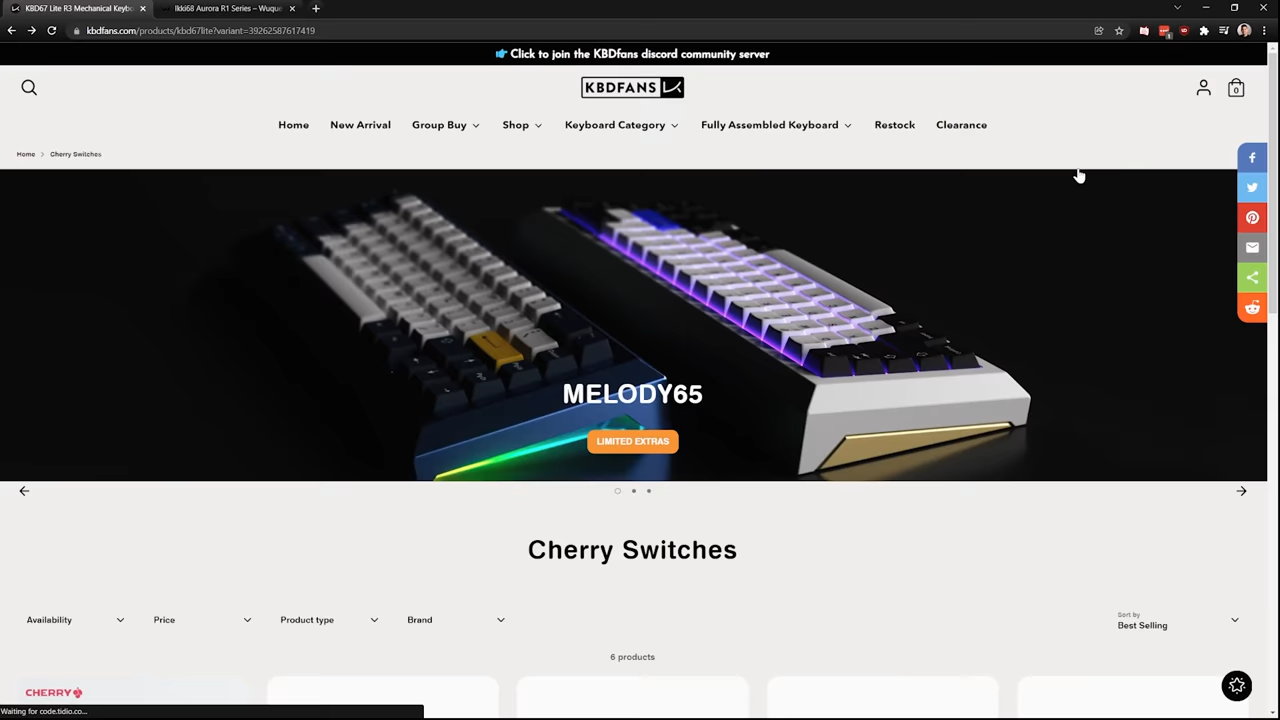 KBD67 Lite R3 Mechanical Keybo
Ikki68 Aurora R1 Series – Wuque
kbdfans.com/products/kbd67lite?variant=39262587617419
Click to join the KBDfans discord community server
KBDFANS
0
Home
New Arrival
Group Buy
Shop
Keyboard Category
Fully Assembled Keyboard
Restock
Clearance
Home > Cherry Switches
MELODY65
LIMITED EXTRAS
Cherry Switches
Availability
Price
Product type
Brand
Sort by
Best Selling
6 products
CHERRY
Waiting for code.tidio.co...